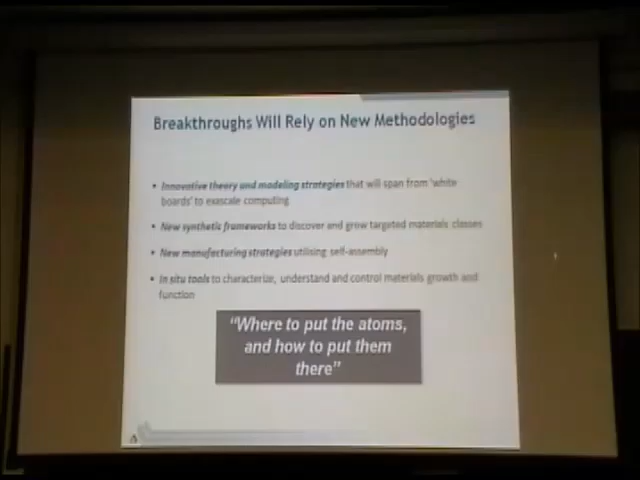 Breakthroughs Will Rely on New Methodologies
• Innovative theory and modeling strategies that will span from 'white
boards' to exascale computing
• New synthetic frameworks to discover and grow targeted materials classes
• New manufacturing strategies utilising self-assembly
• In situ tools to characterize, understand and control materials growth and
function
"Where to put the atoms,
and how to put them
there"